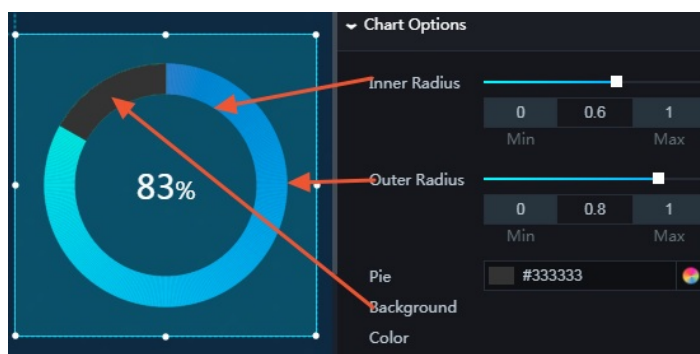 Chart Options
Inner Radius
0 0.6 1
Min Max
83%
Outer Radius
0 0.8 1
Min Max
Pie
Background
Color
#333333